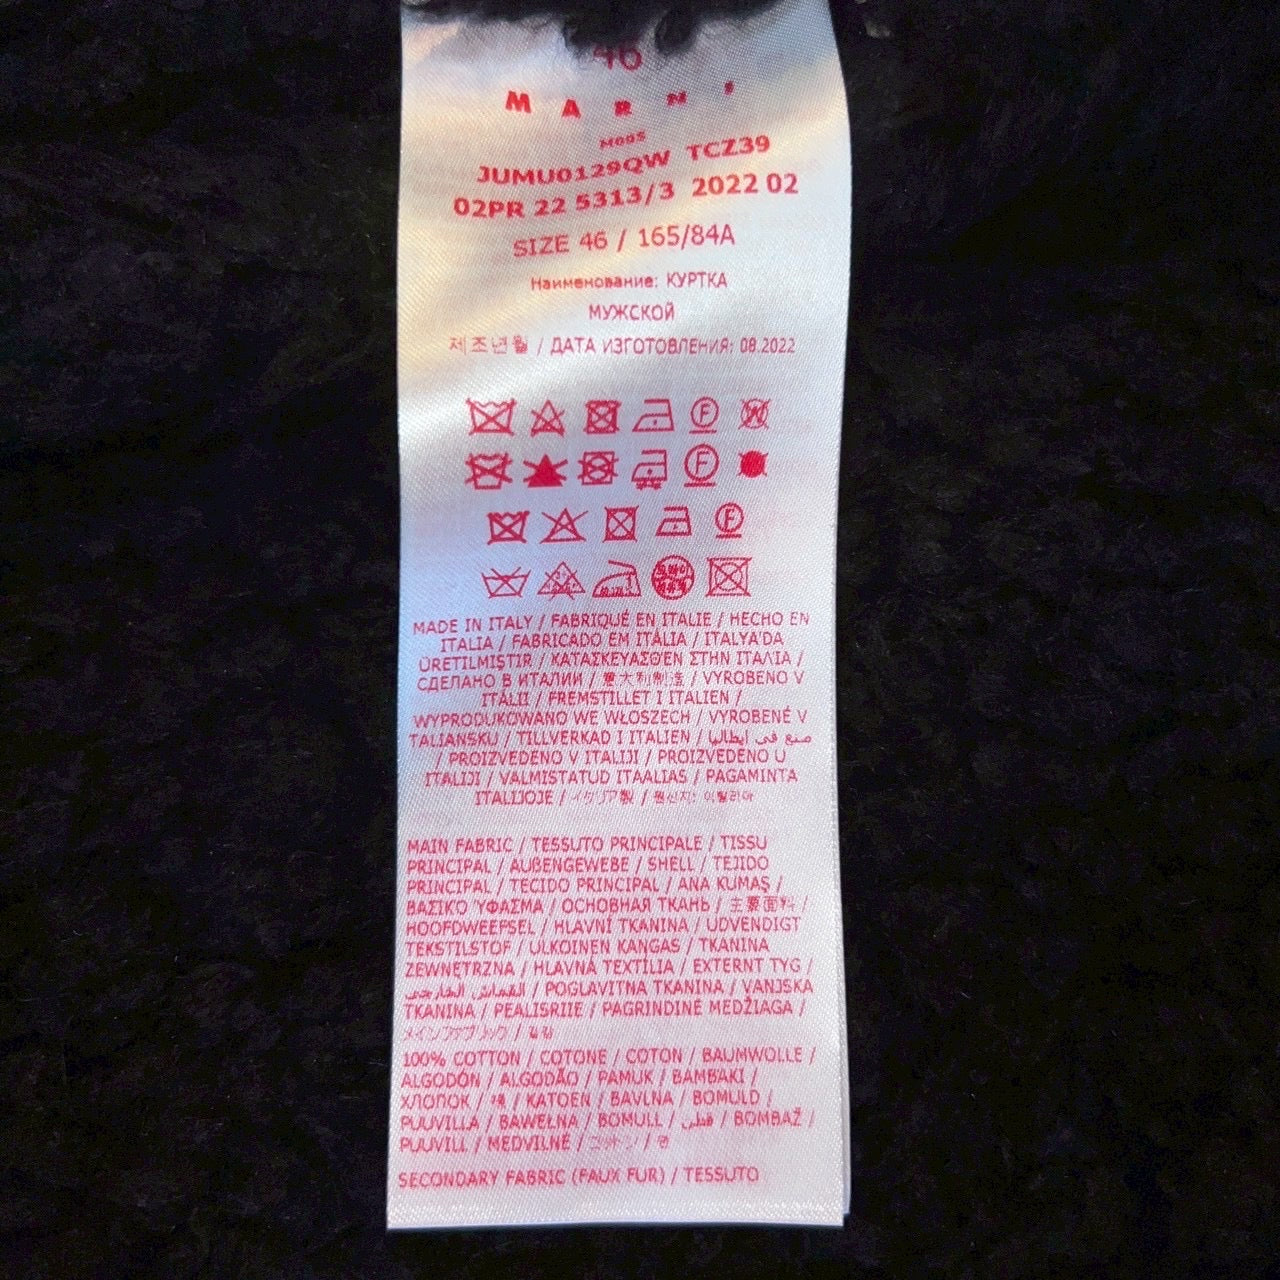 46
MARNI
M00S
JUMU0129QW TCZ39
02PR 22 5313/3 2022 02
SIZE 46 / 165/84A
Наименование: КУРТКА
МУЖСКОЙ
제조년월 / ДАТА ИЗГОТОВЛЕНИЯ: 08.2022
MADE IN ITALY / FABRIQUÉ EN ITALIE / HECHO EN
ITALIA / FABRICADO EM ITÁLIA / ITALYA'DA
ÜRETILMIŞTIR / ΚΑΤΑΣΚΕΥΑΣΘΈΝ ΣΤΗΝ ΙΤΑΛΊΑ /
СДЕЛАНО В ИТАЛИИ / 意大利制造 / VYROBENO V
ITÁLII / FREMSTILLET I ITALIEN /
WYPRODUKOWANO WE WŁOSZECH / VYROBENÉ V
TALIANSKU / TILLVERKAD I ITALIEN / صنع في ايطاليا
/ PROIZVEDENO V ITALIJI / PROIZVEDENO U
ITALIJI / VALMISTATUD ITAALIAS / PAGAMINTA
ITALIJOJE / イタリア製 / 원산지: 이탈리아
MAIN FABRIC / TESSUTO PRINCIPALE / TISSU
PRINCIPAL / AUßENGEWEBE / SHELL / TEJIDO
PRINCIPAL / TECIDO PRINCIPAL / ANA KUMAŞ /
ΒΑΣΙΚΌ ΎΦΑΣΜΑ / ОСНОВНАЯ ТКАНЬ / 主要面料 /
HOOFDWEEFSEL / HLAVNÍ TKANINA / UDVENDIGT
TEKSTILSTOF / ULKOINEN KANGAS / TKANINA
ZEWNĘTRZNA / HLAVNÁ TEXTÍLIA / EXTERNT TYG /
القماش الخارجي / POGLAVITNA TKANINA / VANJSKA
TKANINA / PEALISRIIE / PAGRINDINĖ MEDŽIAGA /
メインファブリック / 겉감
100% COTTON / COTONE / COTON / BAUMWOLLE /
ALGODÓN / ALGODÃO / PAMUK / ΒΑΜΒΆΚΙ /
ХЛОПОК / 棉 / KATOEN / BAVLNA / BOMULD /
PUUVILLA / BAWEŁNA / BOMULL / قطن / BOMBAŽ /
PUUVILL / MEDVILNĖ / コットン / 면
SECONDARY FABRIC (FAUX FUR) / TESSUTO